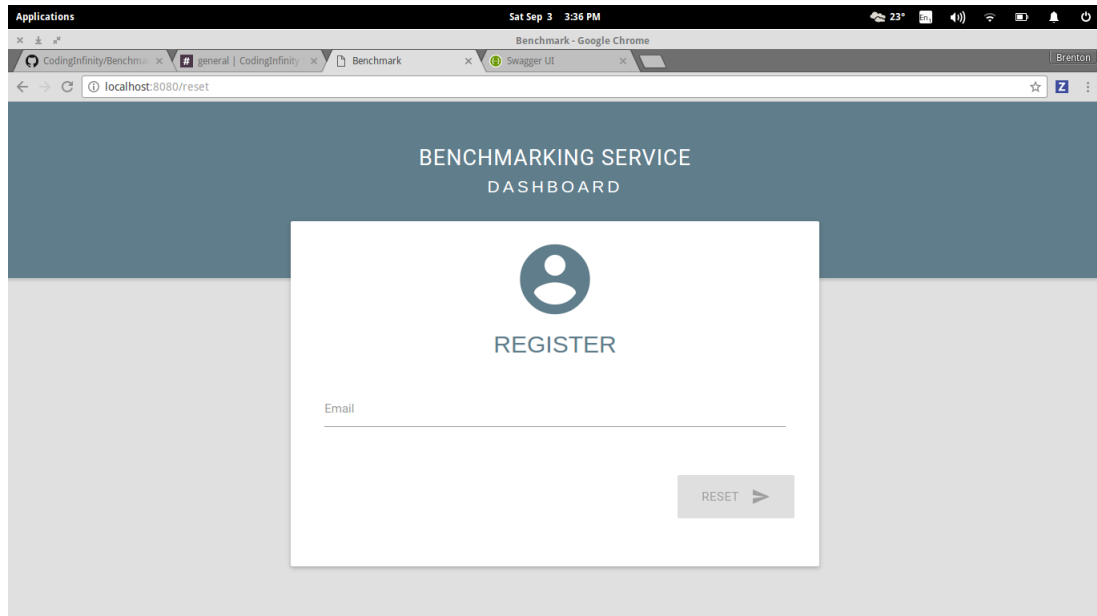 Applications Sat Sep 3 3:36 PM 23° En
Benchmark - Google Chrome
CodingInfinity/Benchma general | CodingInfinity Benchmark Swagger UI Brenton
localhost:8080/reset Z
BENCHMARKING SERVICE
DASHBOARD
REGISTER
Email
RESET